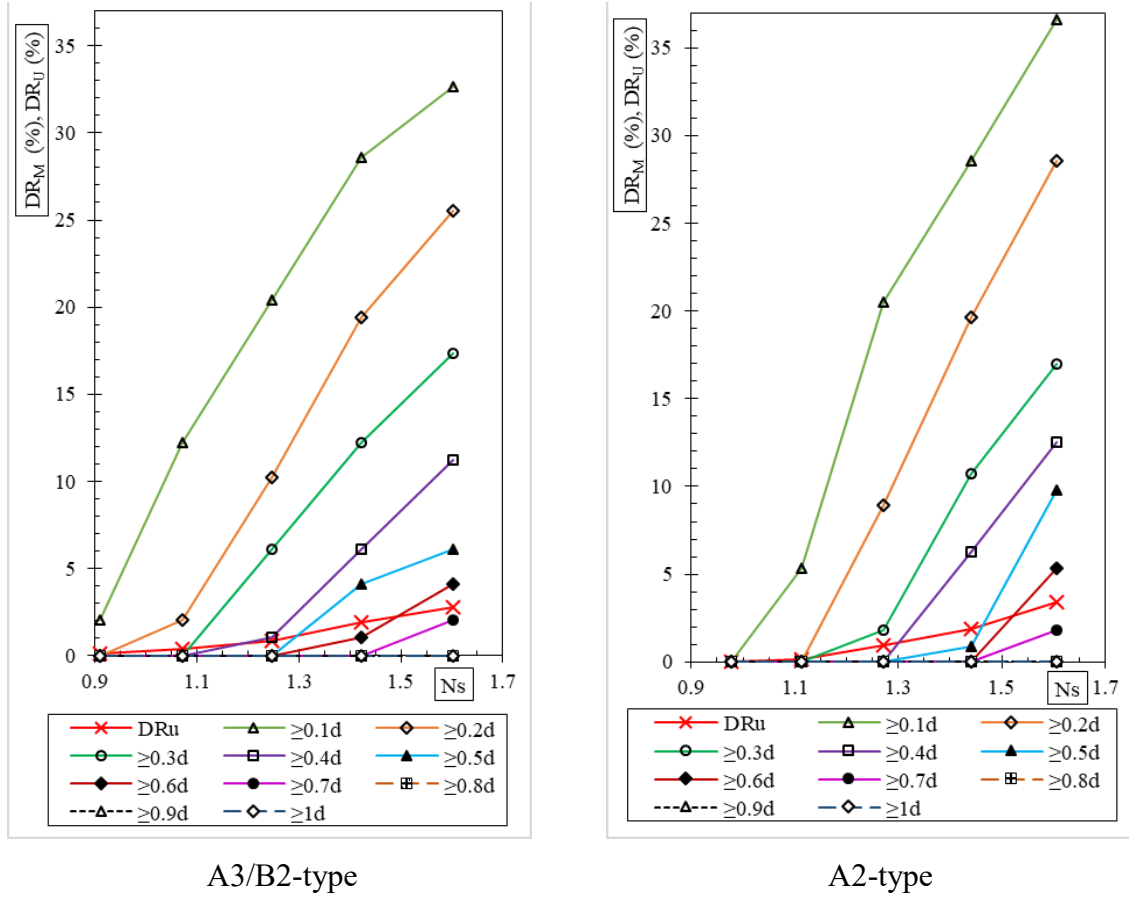 DR_M (%), DR_U (%)
35
30
25
20
15
10
5
0
0.9 1.1 1.3 1.5 1.7
Ns
DRu ≥0.1d ≥0.2d
≥0.3d ≥0.4d ≥0.5d
≥0.6d ≥0.7d ≥0.8d
≥0.9d ≥1d
A3/B2-type
DR_M (%), DR_U (%)
35
30
25
20
15
10
5
0
0.9 1.1 1.3 1.5 1.7
Ns
DRu ≥0.1d ≥0.2d
≥0.3d ≥0.4d ≥0.5d
≥0.6d ≥0.7d ≥0.8d
≥0.9d ≥1d
A2-type